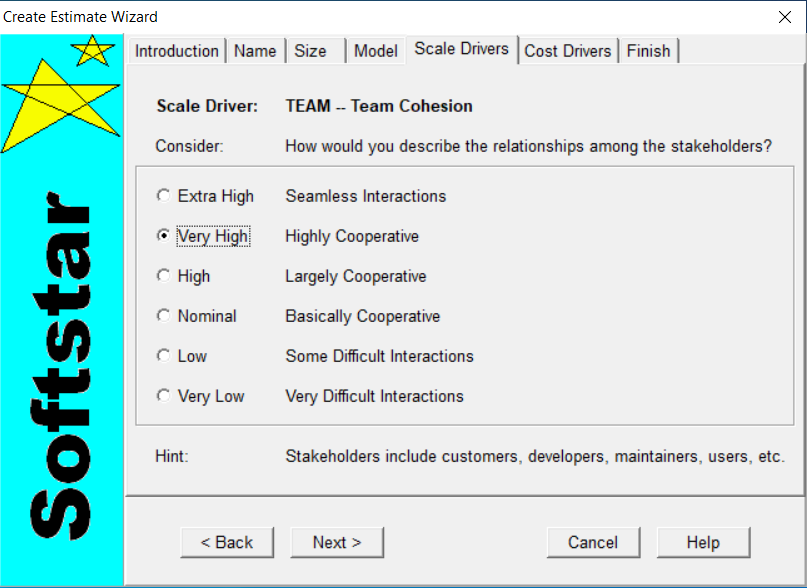 Create Estimate Wizard
Introduction Name Size Model Scale Drivers Cost Drivers Finish
Softstar
Scale Driver: TEAM -- Team Cohesion
Consider: How would you describe the relationships among the stakeholders?
Extra High Seamless Interactions
Very High Highly Cooperative
High Largely Cooperative
Nominal Basically Cooperative
Low Some Difficult Interactions
Very Low Very Difficult Interactions
Hint: Stakeholders include customers, developers, maintainers, users, etc.
< Back Next > Cancel Help